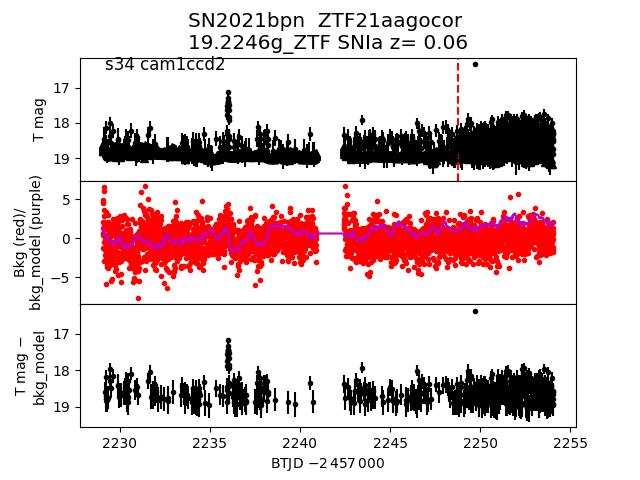 SN2021bpn ZTF21aagocor
19.2246g_ZTF SNIa z= 0.06
s34 cam1ccd2
T mag
17
18
19
Bkg (red)/
bkg_model (purple)
5
0
−5
T mag −
bkg_model
17
18
19
2230
2235
2240
2245
2250
2255
BTJD −2 457 000